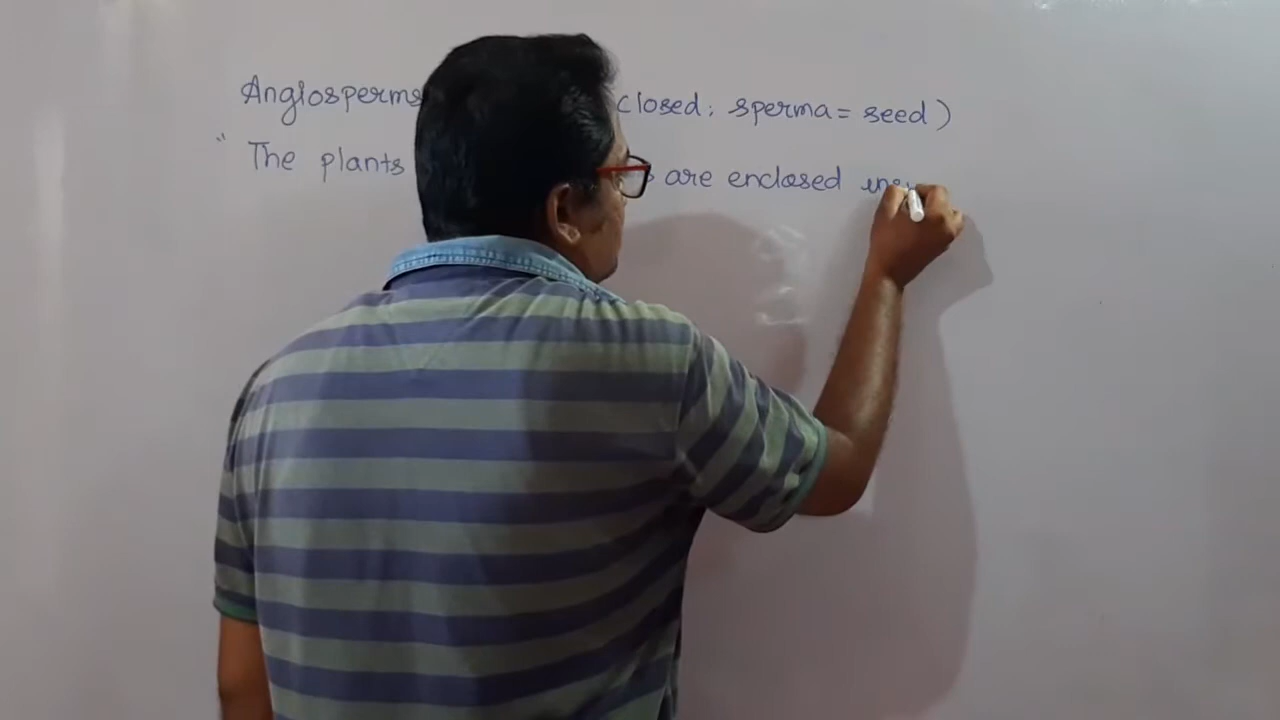 Angiosperms closed; sperma = seed)
" The plants are enclosed